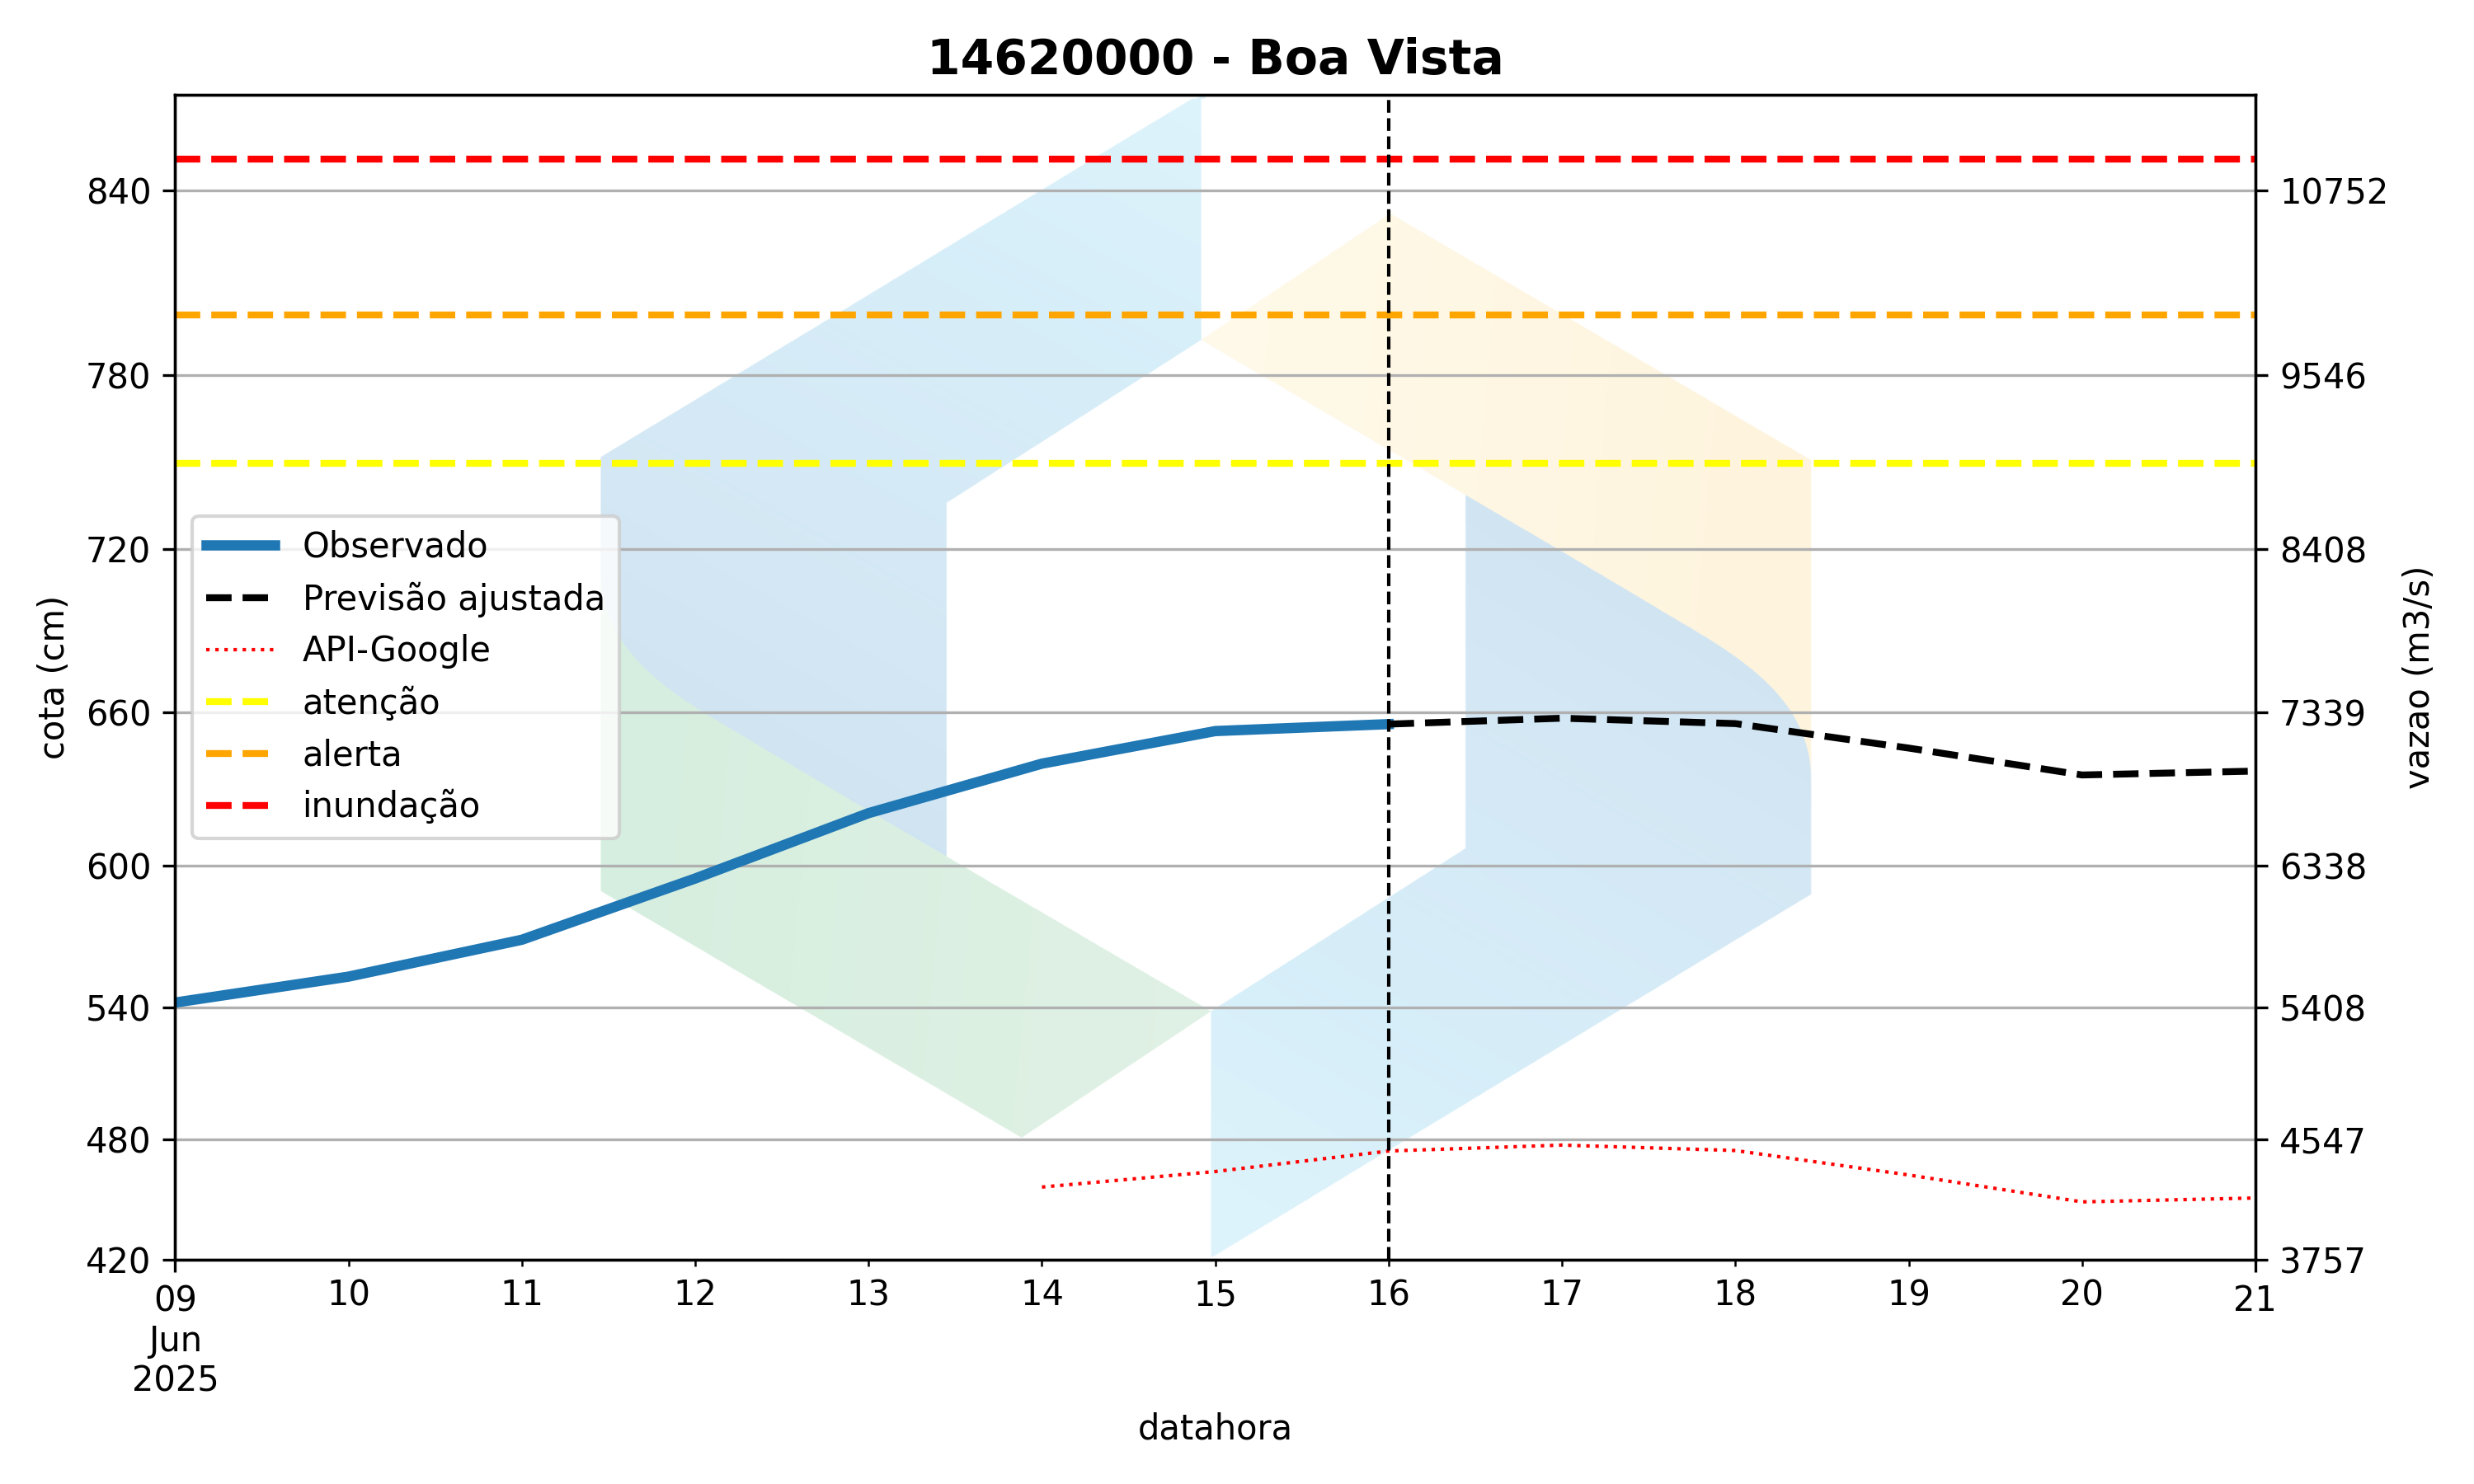 14620000 - Boa Vista
840
780
720
660
600
540
480
420
cota (cm)
10752
9546
8408
7339
6338
5408
4547
3757
vazao (m3/s)
Observado
Previsão ajustada
API-Google
atenção
alerta
inundação
09 10 11 12 13 14 15 16 17 18 19 20 21
Jun
2025
datahora